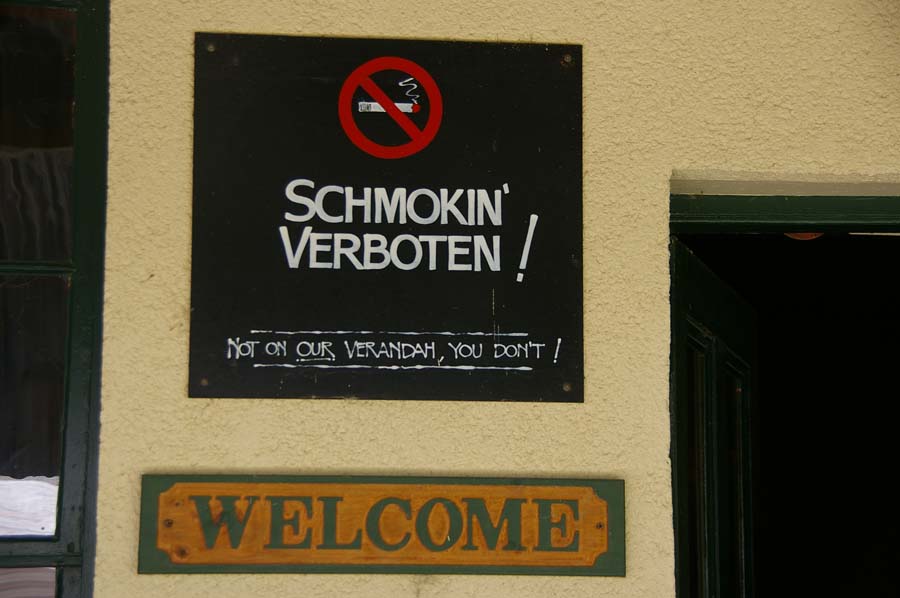 SCHMOKIN'
VERBOTEN!
NOT ON OUR VERANDAH, YOU DON'T!
WELCOME